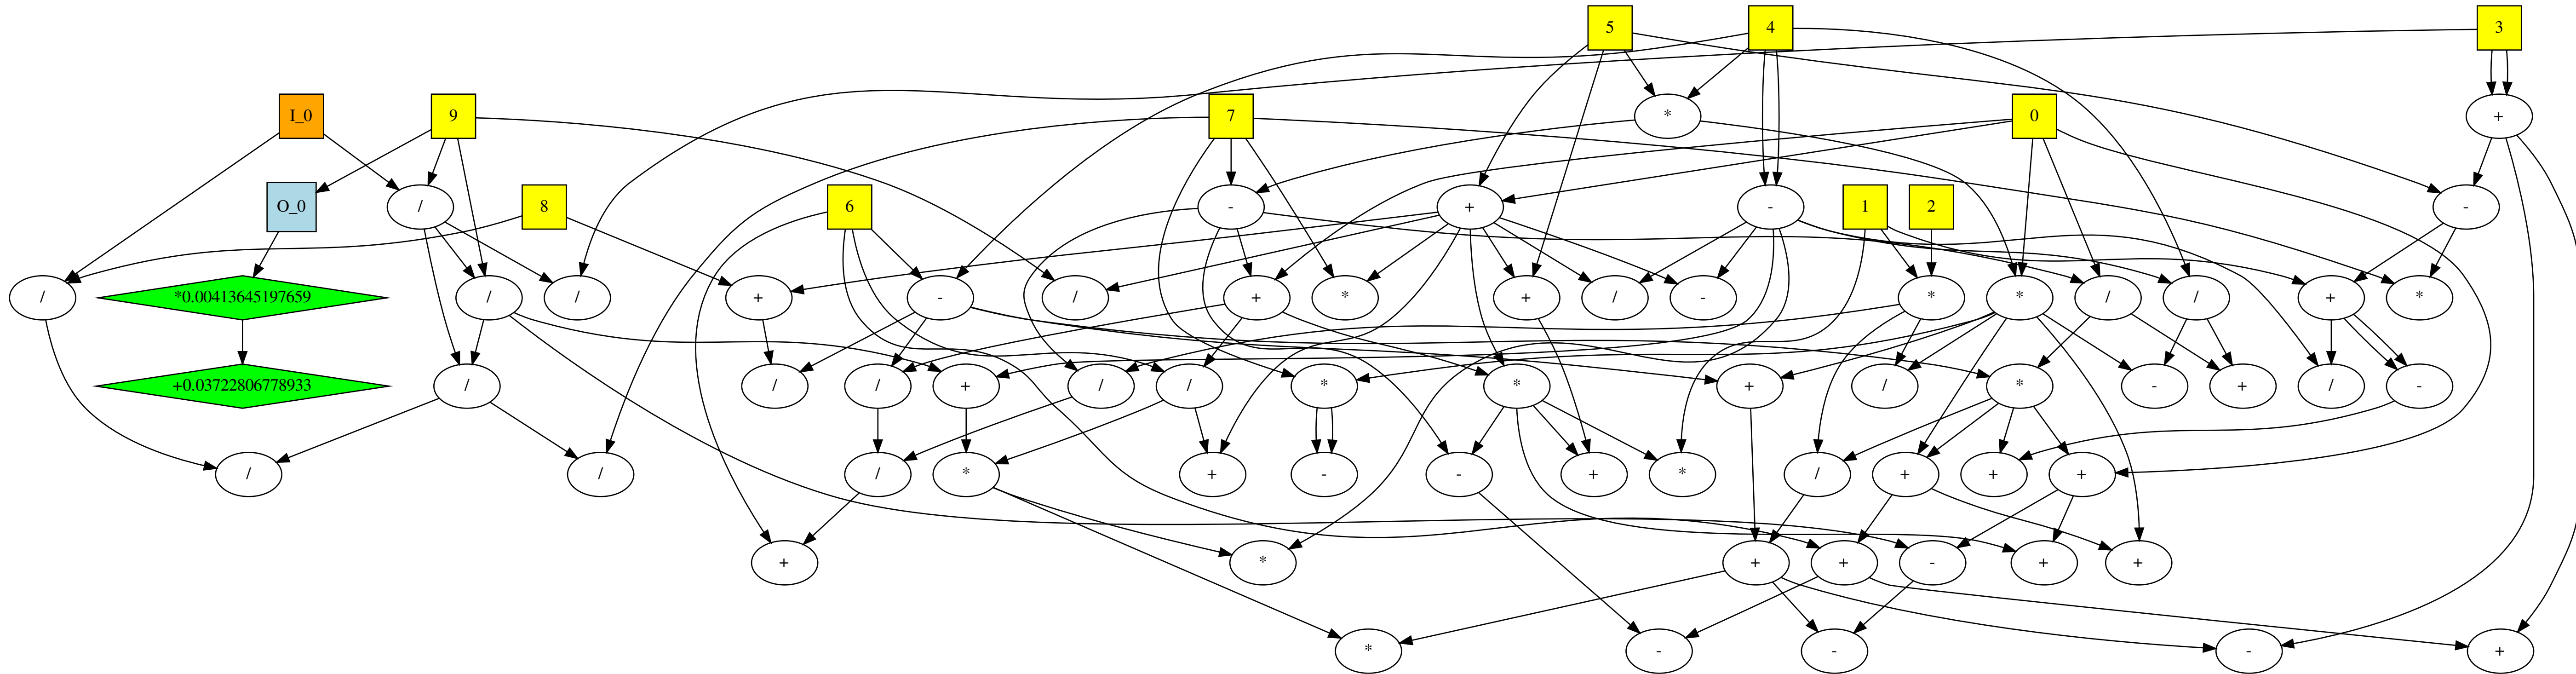 5 4 3
I_0 9 7 * 0 +
O_0 / 8 6 - + - 1 2 -
/ *0.00413645197659 / / + - / + * + / - * * / / + *
+0.03722806778933 / / / + / / * * + / * - + / -
/ / / * + - - + * / + + +
+ * + + - + +
* - - - +